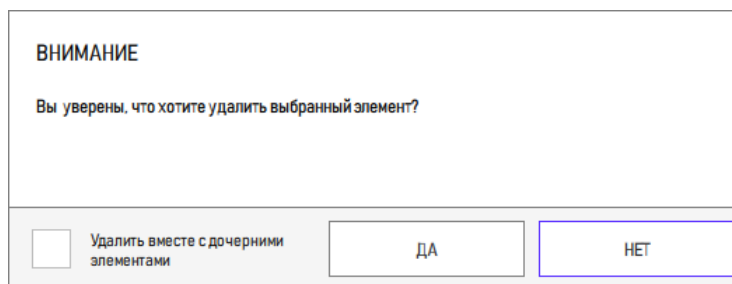 ВНИМАНИЕ
Вы уверены, что хотите удалить выбранный элемент?
Удалить вместе с дочерними
элементами
ДА
НЕТ